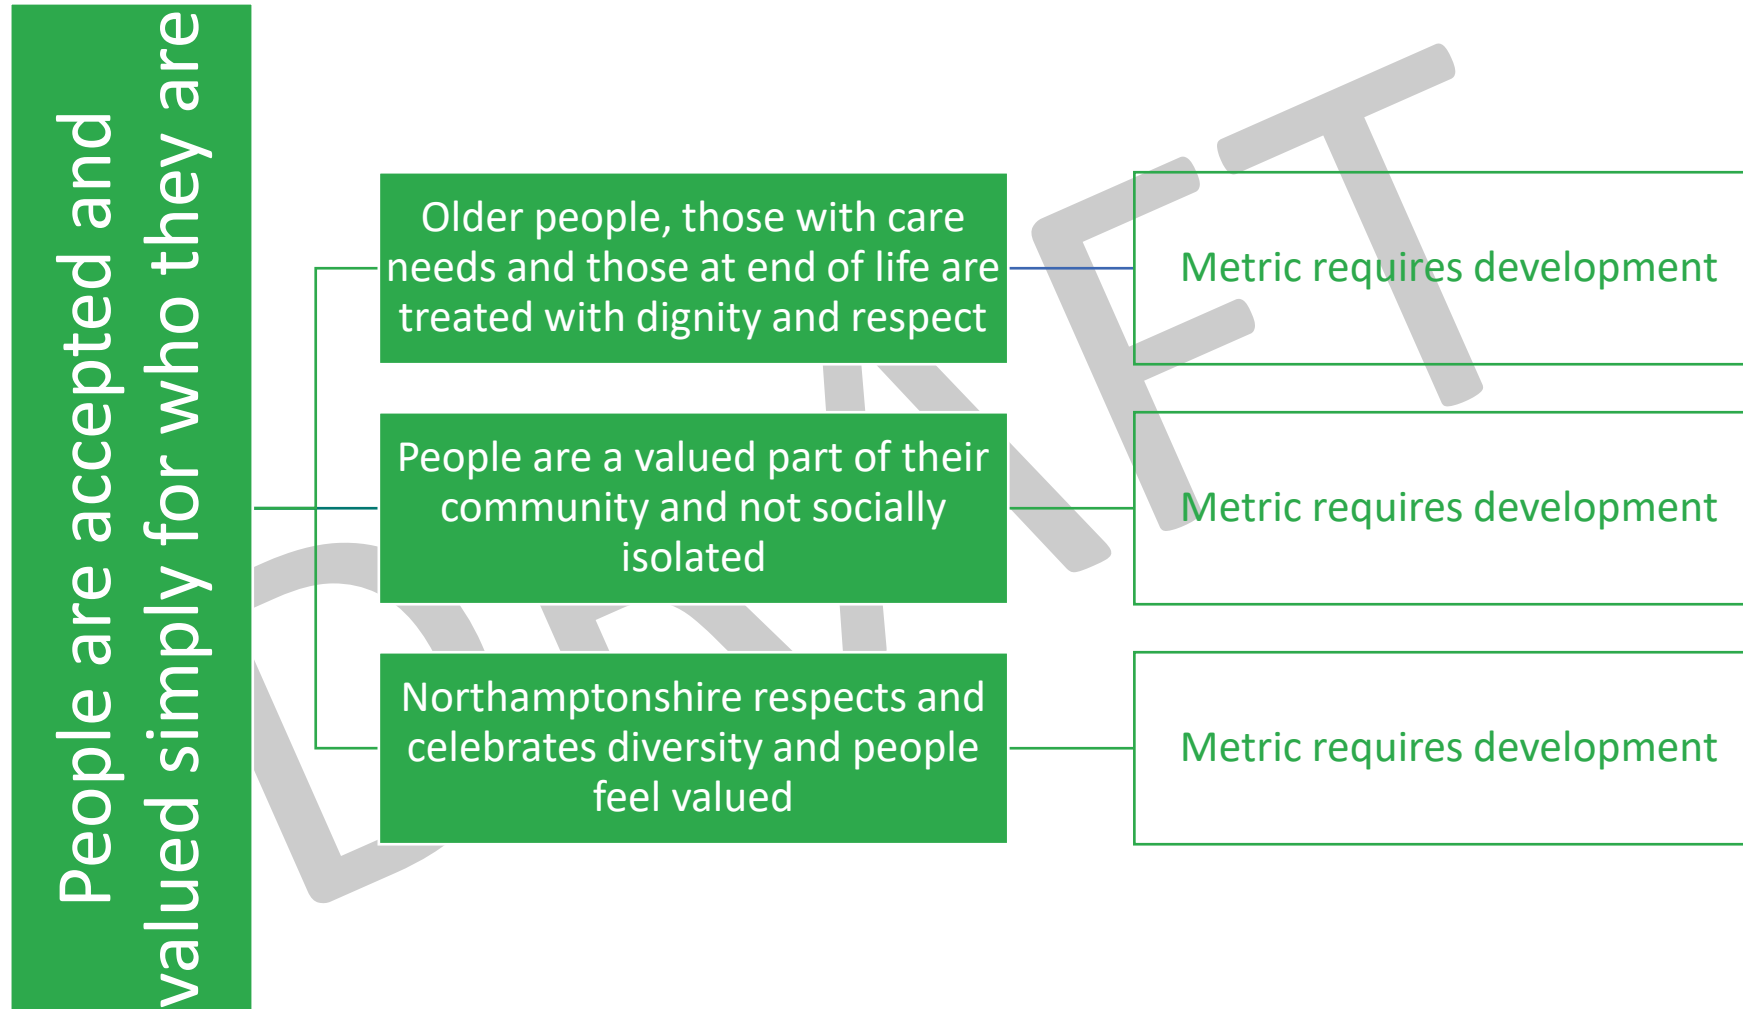 People are accepted and
valued simply for who they are
Older people, those with care
needs and those at end of life are
treated with dignity and respect
Metric requires development
People are a valued part of their
community and not socially
isolated
Metric requires development
Northamptonshire respects and
celebrates diversity and people
feel valued
Metric requires development
DRAFT